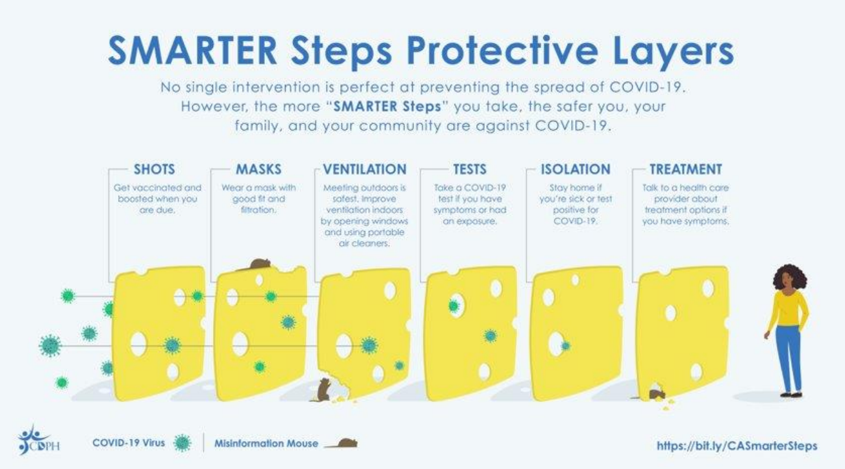 SMARTER Steps Protective Layers
No single intervention is perfect at preventing the spread of COVID-19.
However, the more “SMARTER Steps” you take, the safer you, your
family, and your community are against COVID-19.
SHOTS
Get vaccinated and
boosted when you
are due.
MASKS
Wear a mask with
good fit and
filtration.
VENTILATION
Meeting outdoors is
safest. Improve
ventilation indoors
by opening windows
and using portable
air cleaners.
TESTS
Take a COVID-19
test if you have
symptoms or had
an exposure.
ISOLATION
Stay home if
you're sick or test
positive for
COVID-19.
TREATMENT
Talk to a health care
provider about
treatment options if
you have symptoms.
CDPH
COVID-19 Virus
Misinformation Mouse
https://bit.ly/CASmarterSteps